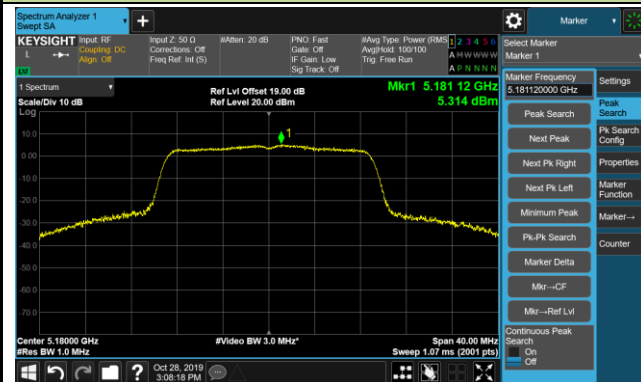 Spectrum Analyzer 1
Swept SA
Marker
KEYSIGHT
L
LXI
Input: RF
Coupling: DC
Align: Off
Input Z: 50 Ω
Corrections: Off
Freq Ref: Int (S)
#Atten: 20 dB
PNO: Fast
Gate: Off
IF Gain: Low
Sig Track: Off
#Avg Type: Power (RMS)
Avg|Hold: 100/100
Trig: Free Run
1 2 3 4 5 6
A W W W W W
A P N N N N
Select Marker
Marker 1
1 Spectrum
Scale/Div 10 dB
Log
Ref Lvl Offset 19.00 dB
Ref Level 20.00 dBm
Mkr1 5.181 12 GHz
5.314 dBm
1
10.0
0.00
-10.0
-20.0
-30.0
-40.0
-50.0
-60.0
-70.0
Center 5.18000 GHz
#Res BW 1.0 MHz
#Video BW 3.0 MHz*
Span 40.00 MHz
Sweep 1.07 ms (2001 pts)
Marker Frequency
5.181120000 GHz
Peak Search
Next Peak
Next Pk Right
Next Pk Left
Minimum Peak
Pk-Pk Search
Marker Delta
Mkr→CF
Mkr→Ref Lvl
Continuous Peak
Search
On
Off
Settings
Peak
Search
Pk Search
Config
Properties
Marker
Function
Marker→
Counter
?
Oct 28, 2019
3:08:18 PM